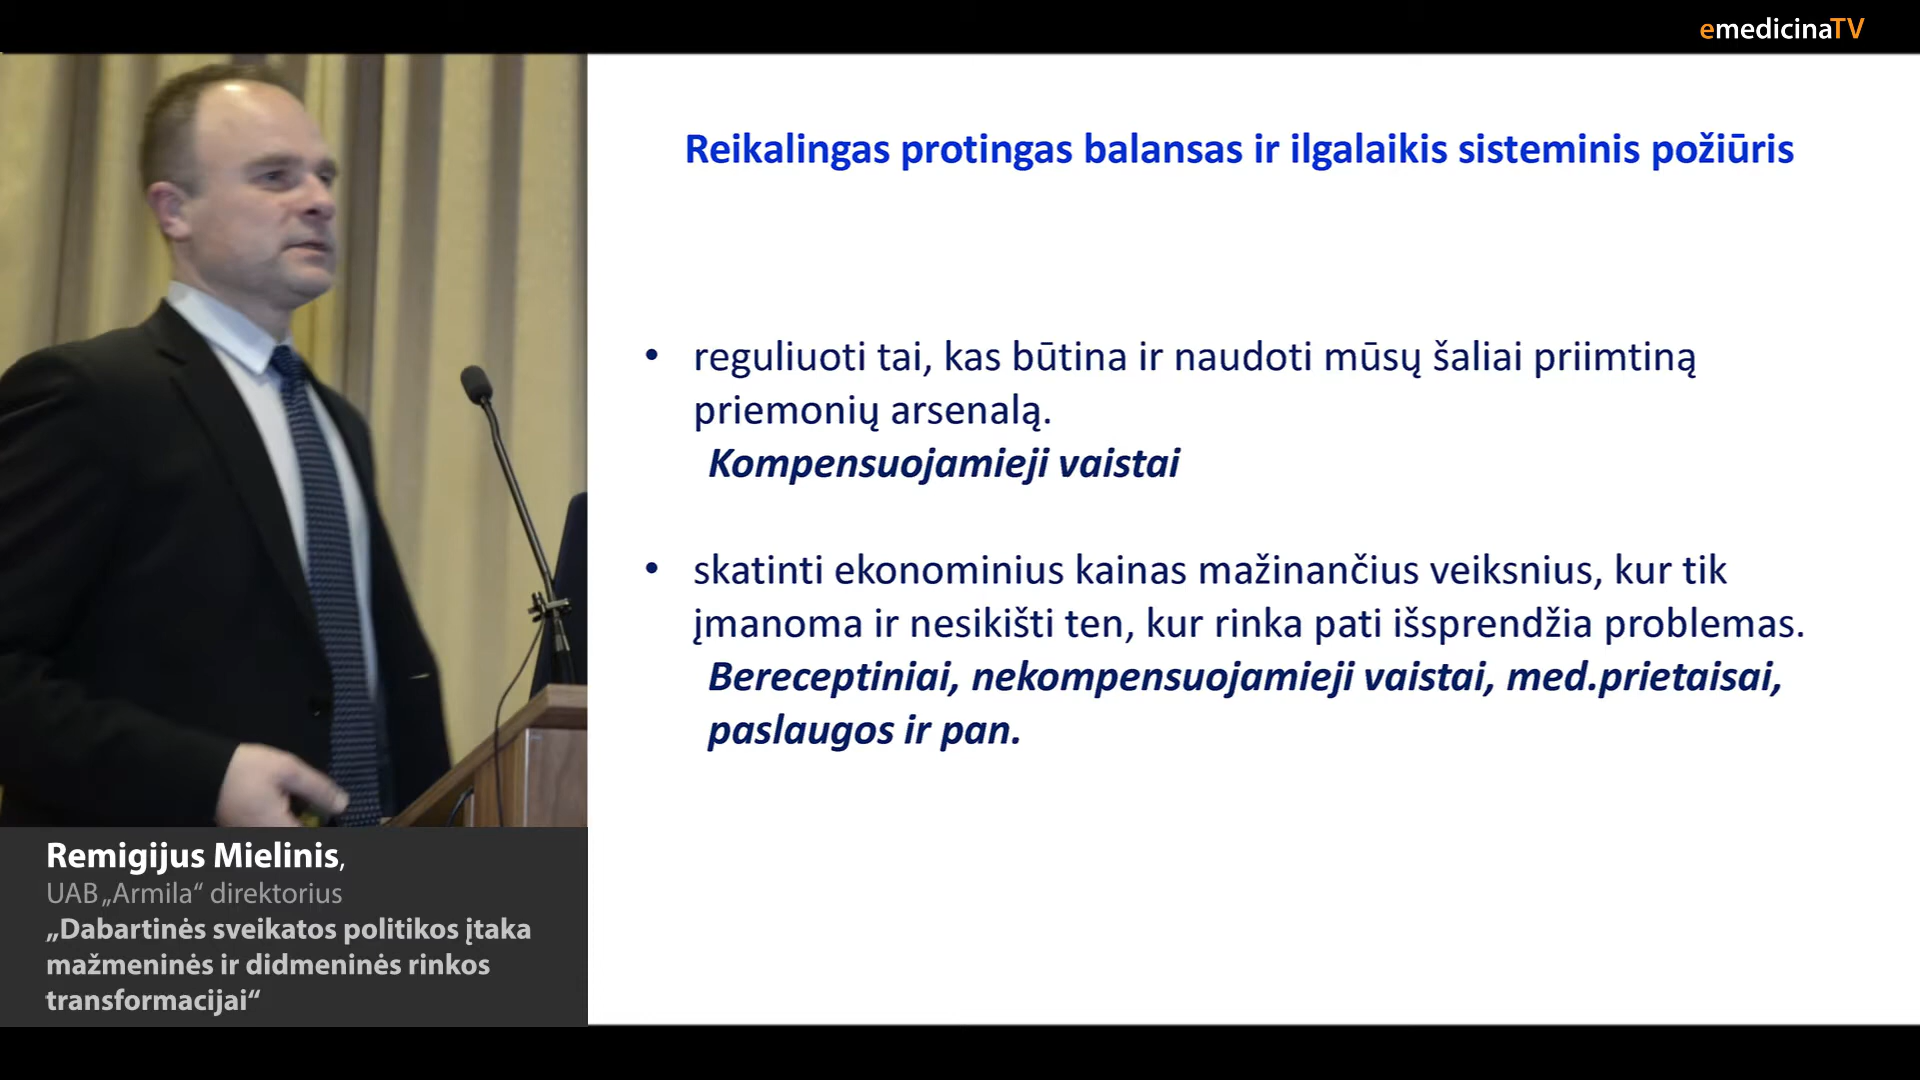 emedicinaTV
Reikalingas protingas balansas ir ilgalaikis sisteminis požiūris
• reguliuoti tai, kas būtina ir naudoti mūsų šaliai priimtiną
priemonių arsenalą.
Kompensuojamieji vaistai
• skatinti ekonominius kainas mažinančius veiksnius, kur tik
įmanoma ir nesikišti ten, kur rinka pati išsprendžia problemas.
Bereceptiniai, nekompensuojamieji vaistai, med.prietaisai,
paslaugos ir pan.
Remigijus Mielinis,
UAB „Armila“ direktorius
„Dabartinės sveikatos politikos įtaka
mažmeninės ir didmeninės rinkos
transformacijai“